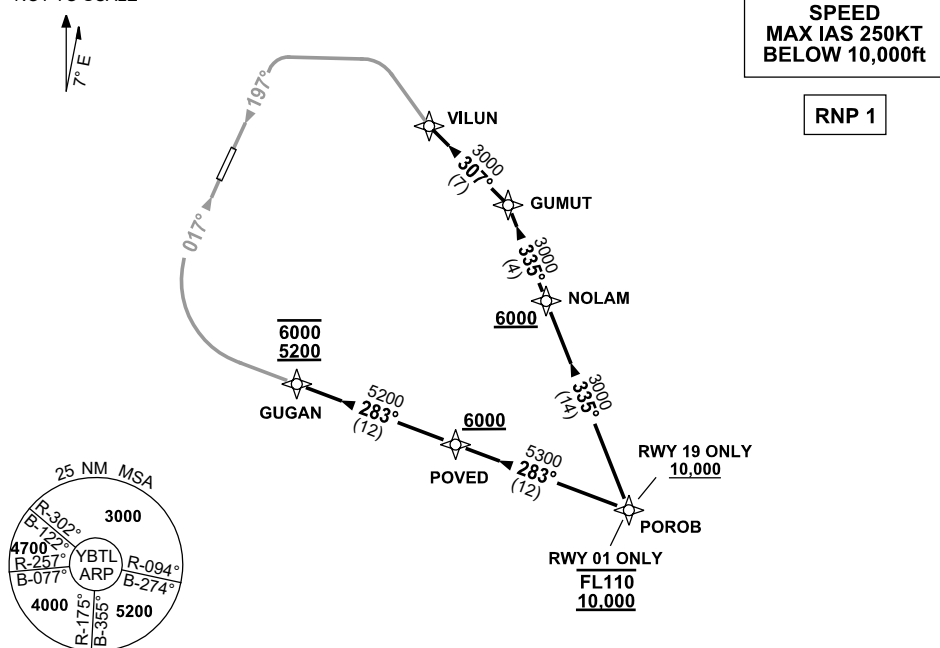 NOT TO SCALE
7° E
SPEED
MAX IAS 250KT
BELOW 10,000ft
RNP 1
197°
VILUN
3000
307°
(7)
GUMUT
017°
3000
335°
(4)
NOLAM
6000
6000
5200
3000
335°
(14)
GUGAN
5200
283°
(12)
6000
POVED
5300
283°
(12)
RWY 19 ONLY
10,000
POROB
RWY 01 ONLY
FL110
10,000
25 NM MSA
3000
R-302°
B-122°
4700
R-257°
B-077°
YBTL
ARP
R-094°
B-274°
4000
R-175°
B-355°
5200